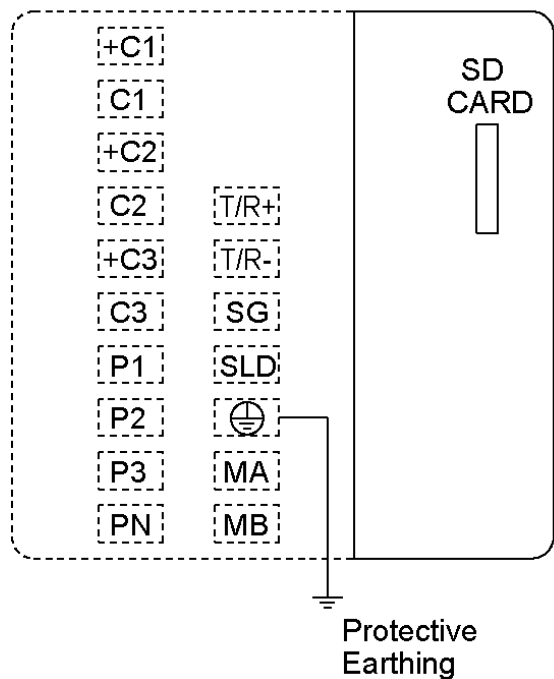 +C1
C1
+C2
C2 T/R+
+C3 T/R-
C3 SG
P1 SLD
P2
P3 MA
PN MB
SD
CARD
Protective
Earthing